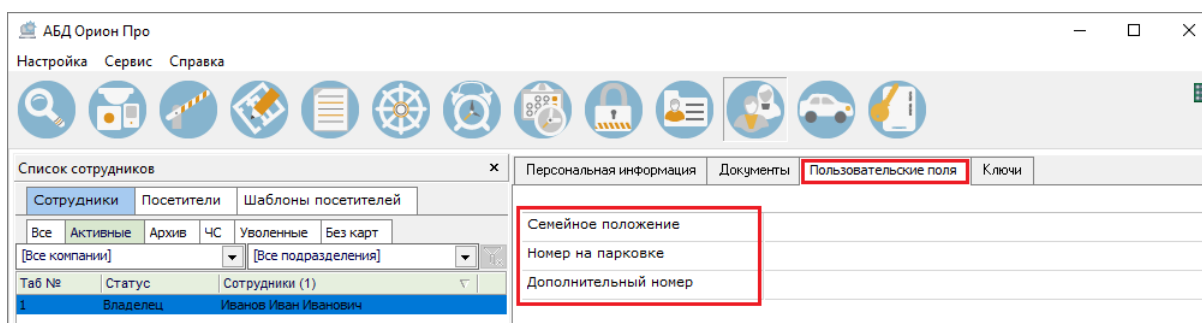 АБД Орион Про
Настройка Сервис Справка
Список сотрудников
Персональная информация Документы Пользовательские поля Ключи
Сотрудники Посетители Шаблоны посетителей
Все Активные Архив ЧС Уволенные Без карт
[Все компании] [Все подразделения]
Таб № Статус Сотрудники (1)
1 Владелец Иванов Иван Иванович
Семейное положение
Номер на парковке
Дополнительный номер